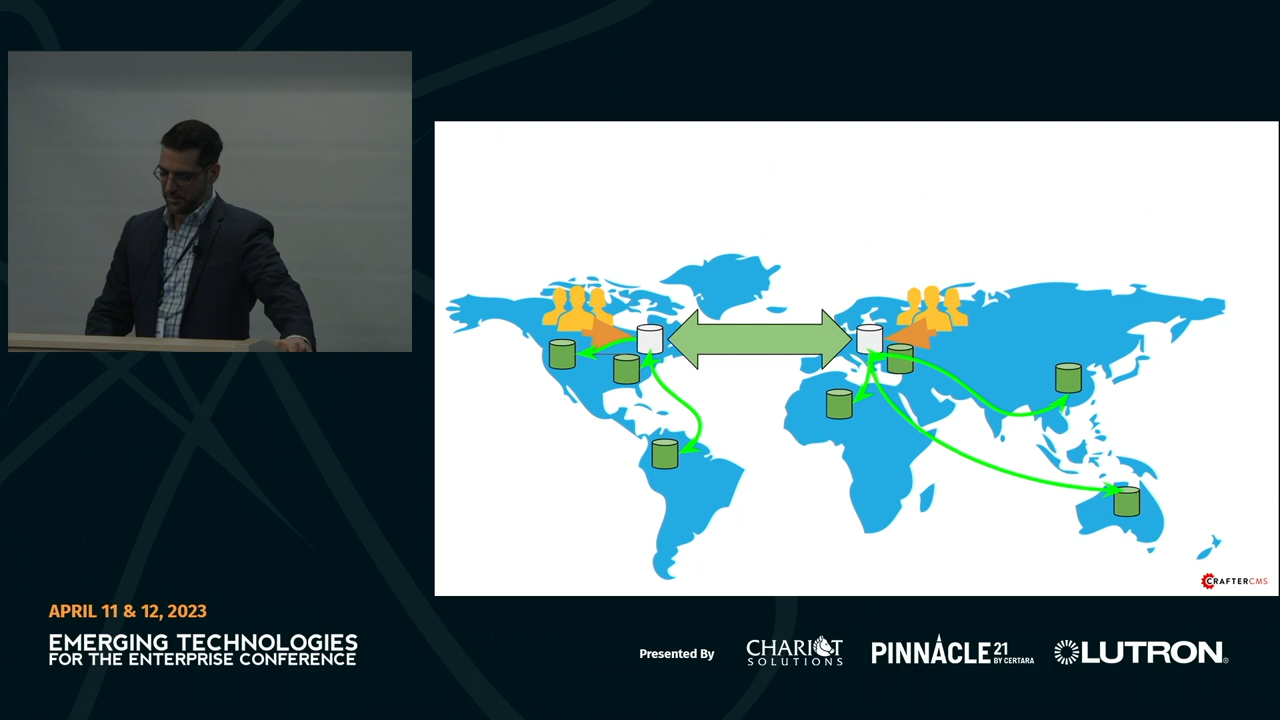 CRAFTERCMS
APRIL 11 & 12, 2023
EMERGING TECHNOLOGIES
FOR THE ENTERPRISE CONFERENCE
Presented By
CHARIOT
SOLUTIONS
PINNACLE 21
BY CERTARA
LUTRON®